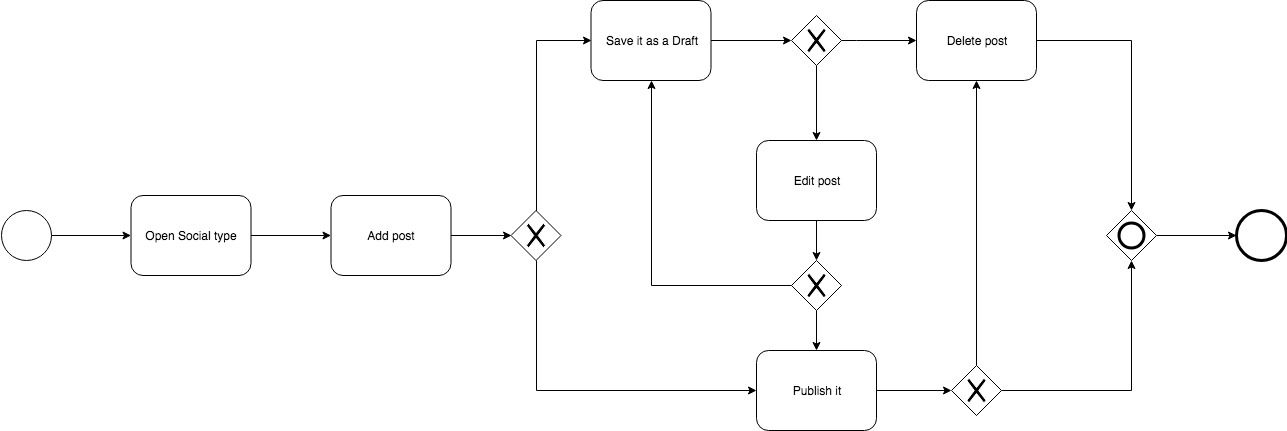 Save it as a Draft
Delete post
Edit post
Open Social type
Add post
Publish it